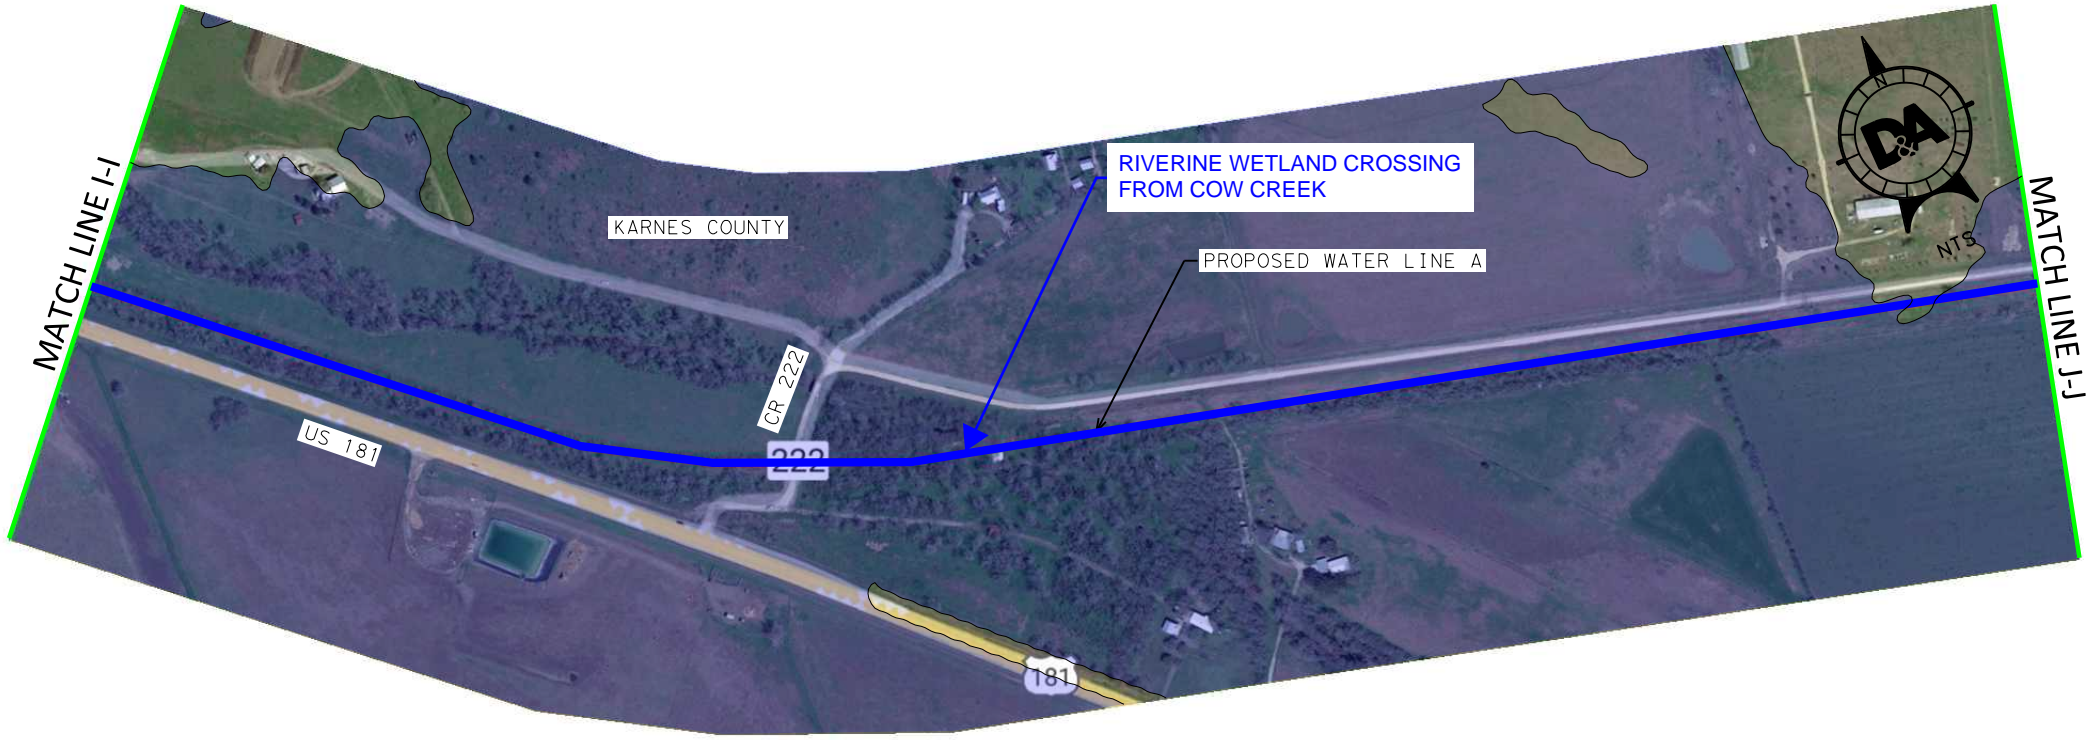 MATCH LINE I-I
KARNES COUNTY
RIVERINE WETLAND CROSSING
FROM COW CREEK
PROPOSED WATER LINE A
N
D&A
NTS
MATCH LINE J-J
CR 222
US 181
222
181